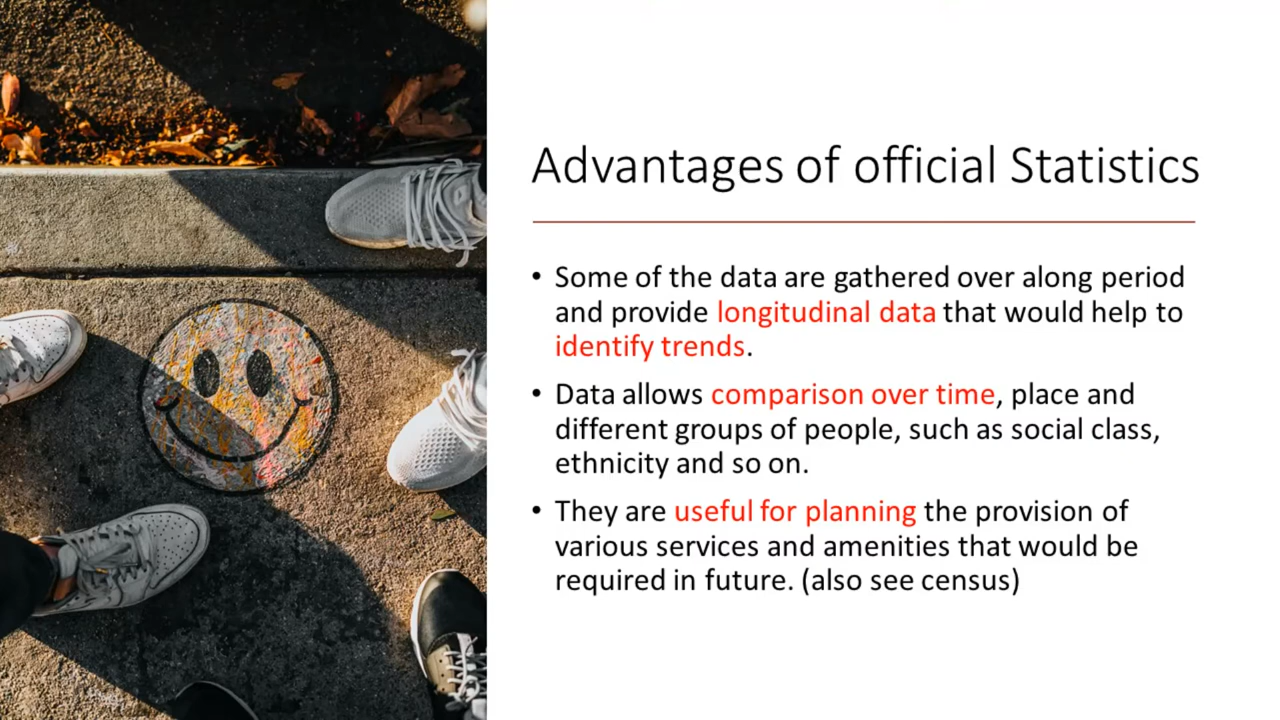 Advantages of official Statistics
• Some of the data are gathered over along period
and provide longitudinal data that would help to
identify trends.
• Data allows comparison over time, place and
different groups of people, such as social class,
ethnicity and so on.
• They are useful for planning the provision of
various services and amenities that would be
required in future. (also see census)